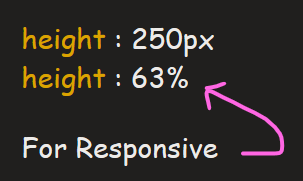 height : 250px
height : 63%
For Responsive